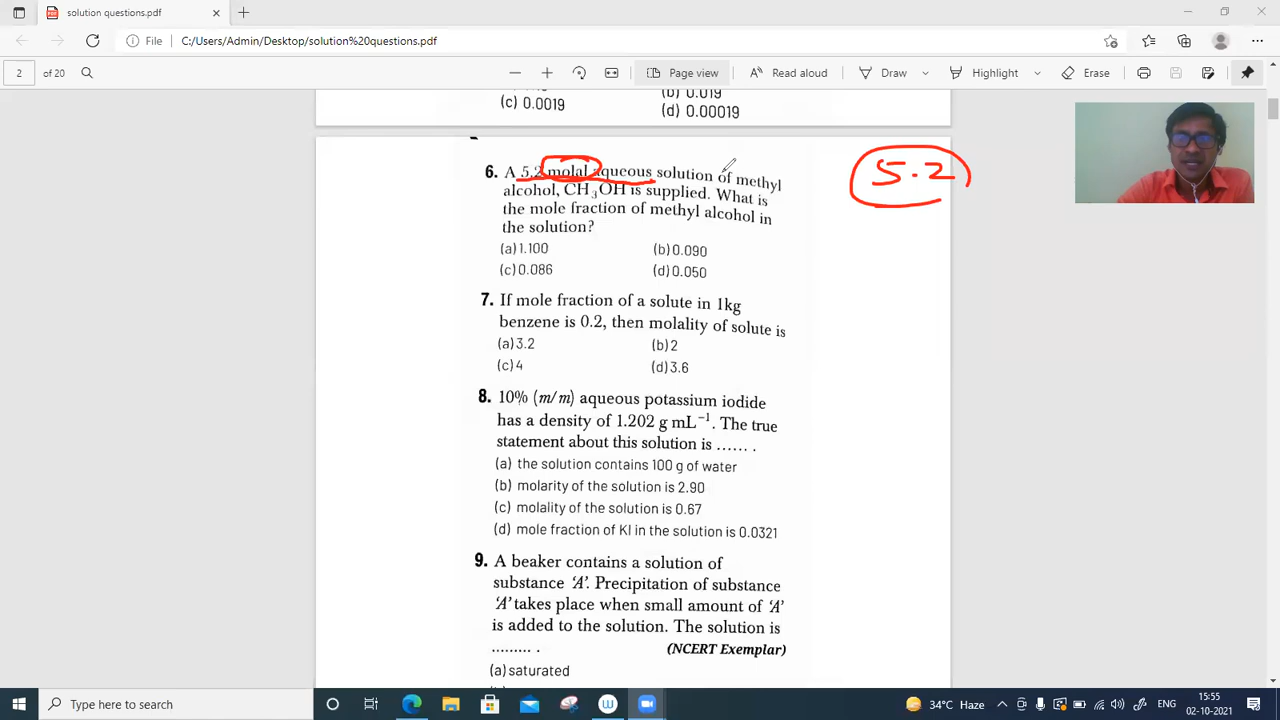 solution questions.pdf
File
C:/Users/Admin/Desktop/solution%20questions.pdf
2 of 20
Page view
Read aloud
Draw
Highlight
Erase
(b) 0.019
(c) 0.0019
(d) 0.00019
6. A 5.2 molal aqueous solution of methyl
alcohol, CH3OH is supplied. What is
the mole fraction of methyl alcohol in
the solution?
(a) 1.100
(b) 0.090
(c) 0.086
(d) 0.050
5.2
7. If mole fraction of a solute in 1kg
benzene is 0.2, then molality of solute is
(a) 3.2
(b) 2
(c) 4
(d) 3.6
8. 10% (m/m) aqueous potassium iodide
has a density of 1.202 g mL⁻¹. The true
statement about this solution is ...... .
(a) the solution contains 100 g of water
(b) molarity of the solution is 2.90
(c) molality of the solution is 0.67
(d) mole fraction of KI in the solution is 0.0321
9. A beaker contains a solution of
substance ‘A’. Precipitation of substance
‘A’ takes place when small amount of ‘A’
is added to the solution. The solution is
......... .
(NCERT Exemplar)
(a) saturated
Type here to search
34°C Haze
ENG
15:55
02-10-2021